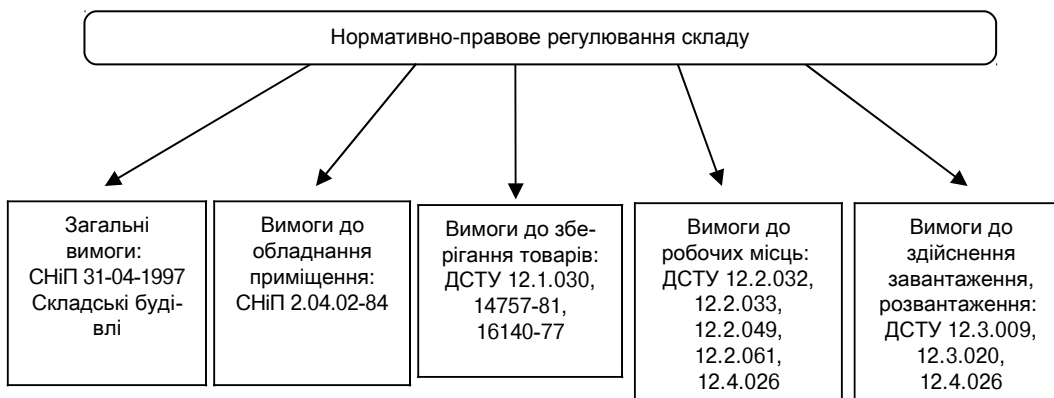 Нормативно-правове регулювання складу
Загальні
вимоги:
СНіП 31-04-1997
Складські буді-
влі
Вимоги до
обладнання
приміщення:
СНіП 2.04.02-84
Вимоги до збе-
рігання товарів:
ДСТУ 12.1.030,
14757-81,
16140-77
Вимоги до
робочих місць:
ДСТУ 12.2.032,
12.2.033,
12.2.049,
12.2.061,
12.4.026
Вимоги до
здійснення
завантаження,
розвантаження:
ДСТУ 12.3.009,
12.3.020,
12.4.026